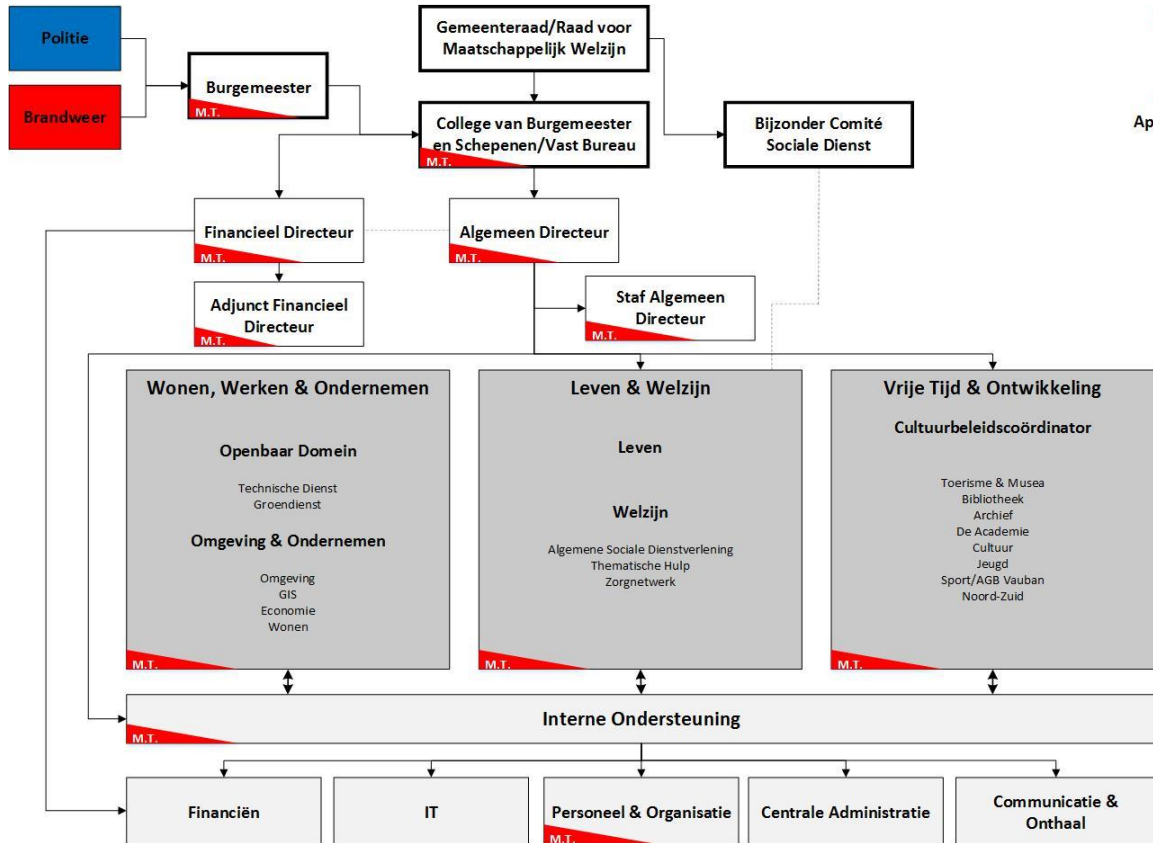 Politie
Gemeenteraad/Raad voor
Maatschappelijk Welzijn
Burgemeester
M.T.
Brandweer
College van Burgemeester
en Schepenen/Vast Bureau
M.T.
Bijzonder Comité
Sociale Dienst
Ap
Financieel Directeur
M.T.
Algemeen Directeur
M.T.
Adjunct Financieel
Directeur
M.T.
Staf Algemeen
Directeur
M.T.
Wonen, Werken & Ondernemen
Openbaar Domein
Technische Dienst
Groendienst
Omgeving & Ondernemen
Omgeving
GIS
Economie
Wonen
M.T.
Leven & Welzijn
Leven
Welzijn
Algemene Sociale Dienstverlening
Thematische Hulp
Zorgnetwerk
M.T.
Vrije Tijd & Ontwikkeling
Cultuurbeleidscoördinator
Toerisme & Musea
Bibliotheek
Archief
De Academie
Cultuur
Jeugd
Sport/AGB Vauban
Noord-Zuid
M.T.
Interne Ondersteuning
M.T.
Financiën
IT
Personeel & Organisatie
M.T.
Centrale Administratie
Communicatie &
Onthaal